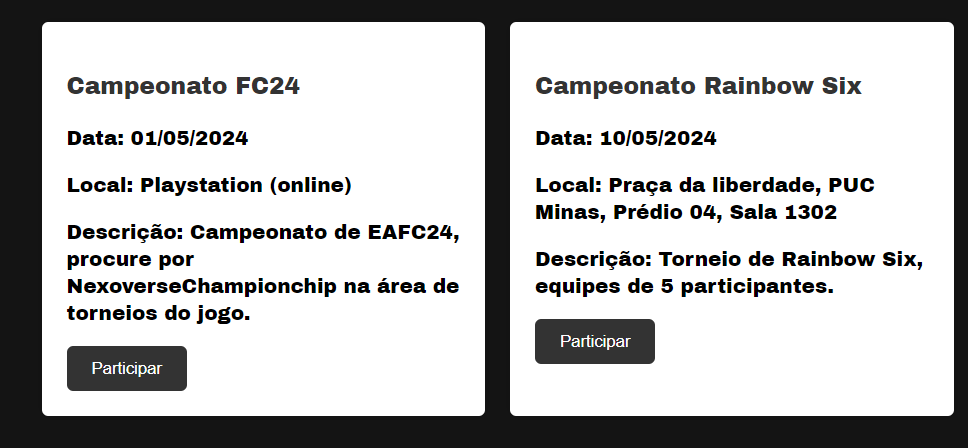 Campeonato FC24
Data: 01/05/2024
Local: Playstation (online)
Descrição: Campeonato de EAFC24,
procure por
NexoverseChampionchip na área de
torneios do jogo.
Participar
Campeonato Rainbow Six
Data: 10/05/2024
Local: Praça da liberdade, PUC
Minas, Prédio 04, Sala 1302
Descrição: Torneio de Rainbow Six,
equipes de 5 participantes.
Participar